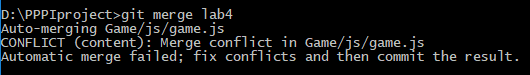 D:\PPPIproject>git merge lab4
Auto-merging Game/js/game.js
CONFLICT (content): Merge conflict in Game/js/game.js
Automatic merge failed; fix conflicts and then commit the result.